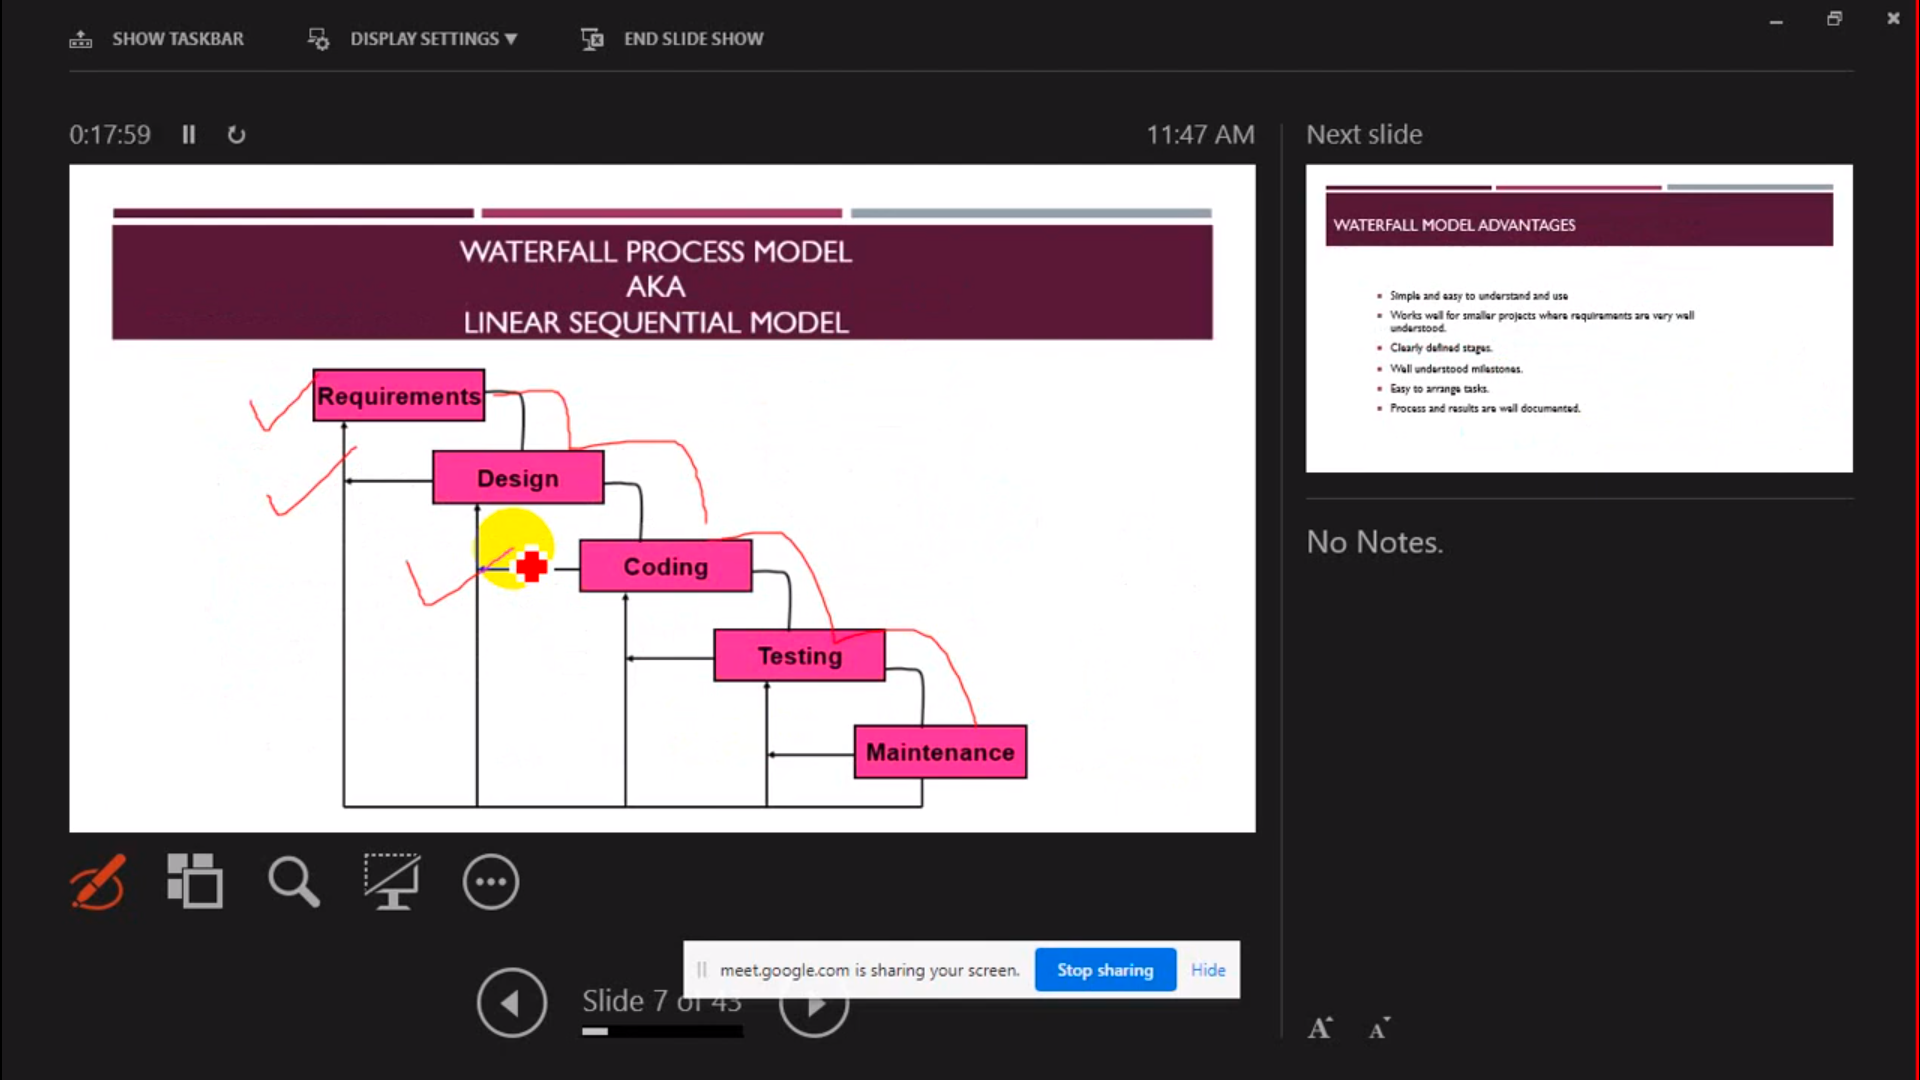 SHOW TASKBAR
DISPLAY SETTINGS ▼
END SLIDE SHOW
0:17:59
11:47 AM
Next slide
WATERFALL PROCESS MODEL
AKA
LINEAR SEQUENTIAL MODEL
Requirements
Design
Coding
Testing
Maintenance
WATERFALL MODEL ADVANTAGES
Simple and easy to understand and use
Works well for smaller projects where requirements are very well
understood.
Clearly defined stages.
Well understood milestones.
Easy to arrange tasks.
Process and results are well documented.
No Notes.
meet.google.com is sharing your screen.
Stop sharing
Hide
Slide 7 of 43
A A